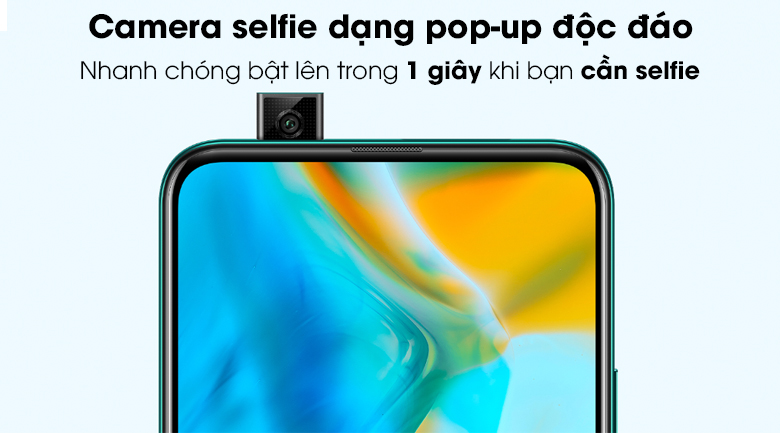 Camera selfie dạng pop-up độc đáo
Nhanh chóng bật lên trong 1 giây khi bạn cần selfie